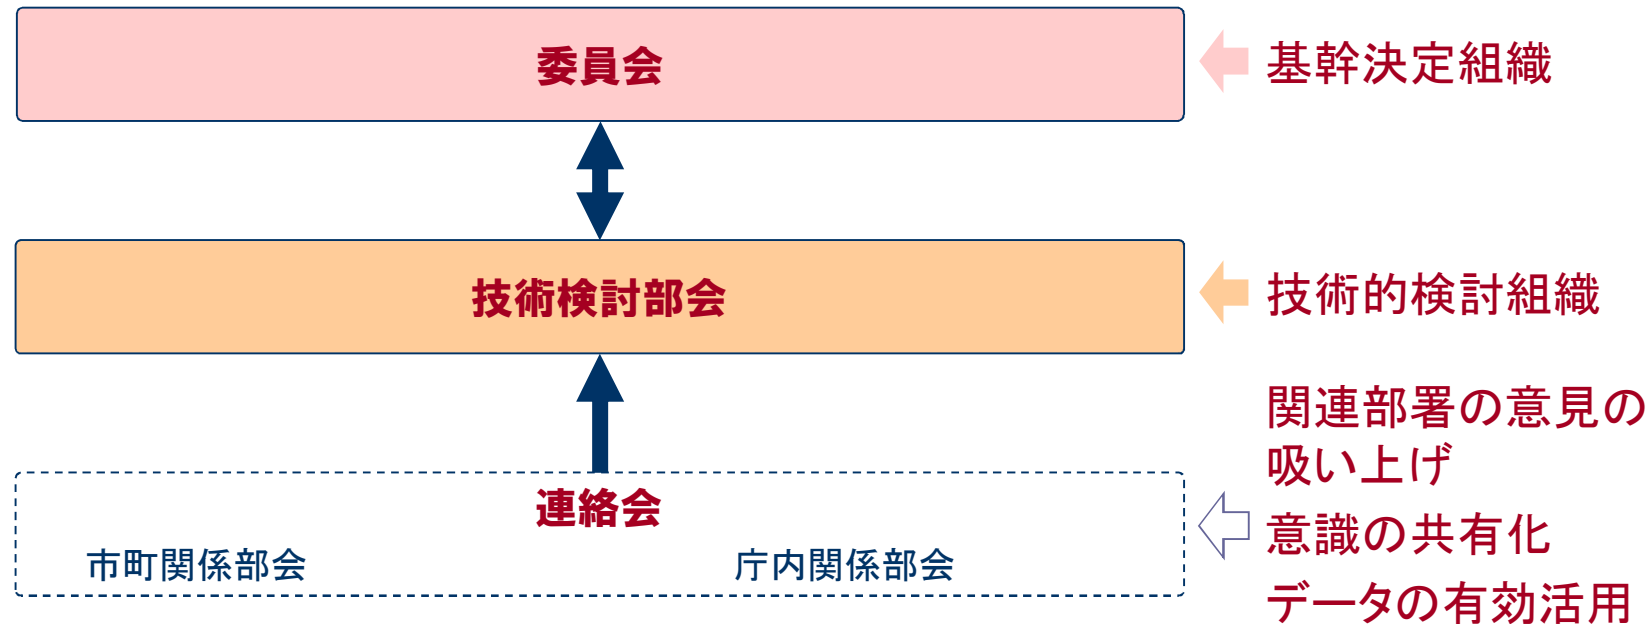 委員会
基幹決定組織
技術検討部会
技術的検討組織
連絡会
市町関係部会
庁内関係部会
関連部署の意見の
吸い上げ
意識の共有化
データの有効活用